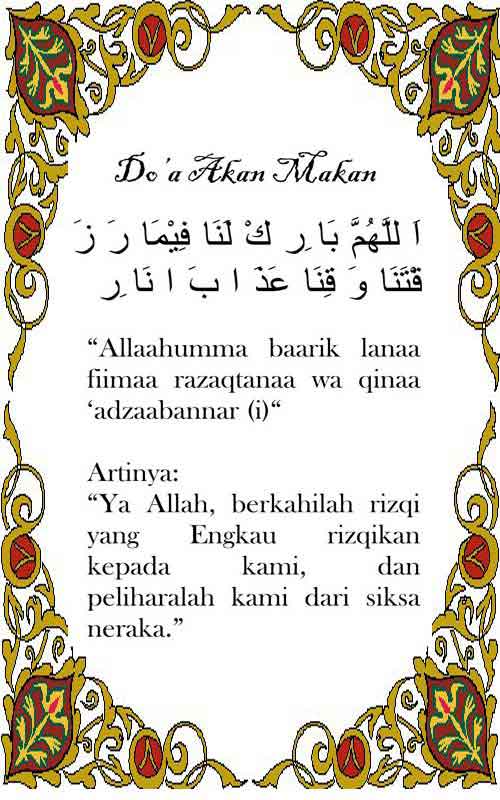 Do'a Akan Makan
اَ للَّهُمَّ بَا رِ كْ لَنَا فِيْمَا رَ زَ
قْتَنَا وَ قِنَا عَذَ ا بَ ا نَا رِ
“Allaahumma baarik lanaa
fiimaa razaqtanaa wa qinaa
‘adzaabannar (i)“
Artinya:
“Ya Allah, berkahilah rizqi
yang Engkau rizqikan
kepada kami, dan
peliharalah kami dari siksa
neraka.”